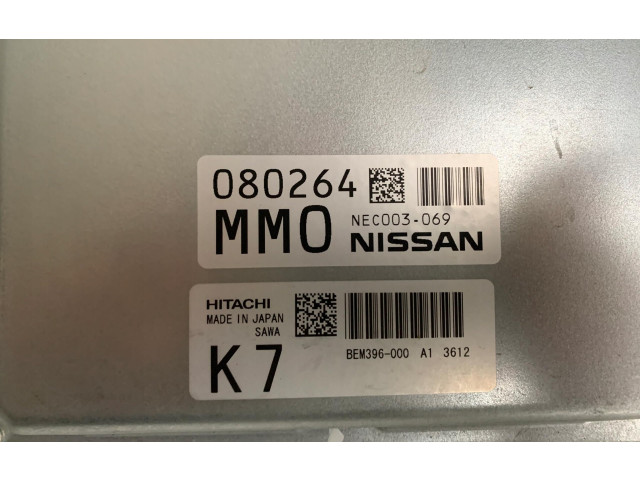 080264
MMO NEC003-069
NISSAN
HITACHI
MADE IN JAPAN
SAWA
K7
BEM396-000 A1 3612